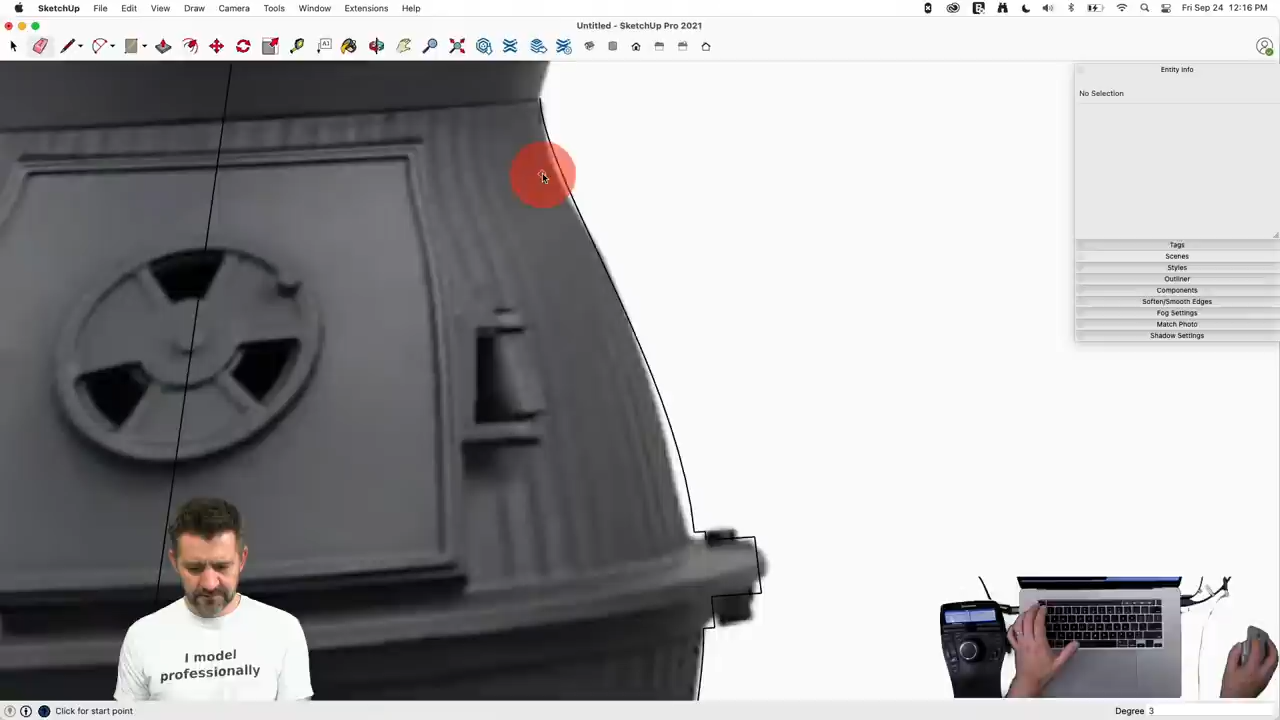 SketchUp File Edit View Draw Camera Tools Window Extensions Help
Fri Sep 24 12:16 PM
Untitled - SketchUp Pro 2021
Entity Info
No Selection
Tags
Scenes
Styles
Outliner
Components
Soften/Smooth Edges
Fog Settings
Match Photo
Shadow Settings
I model
professionally
Click for start point
Degree 3